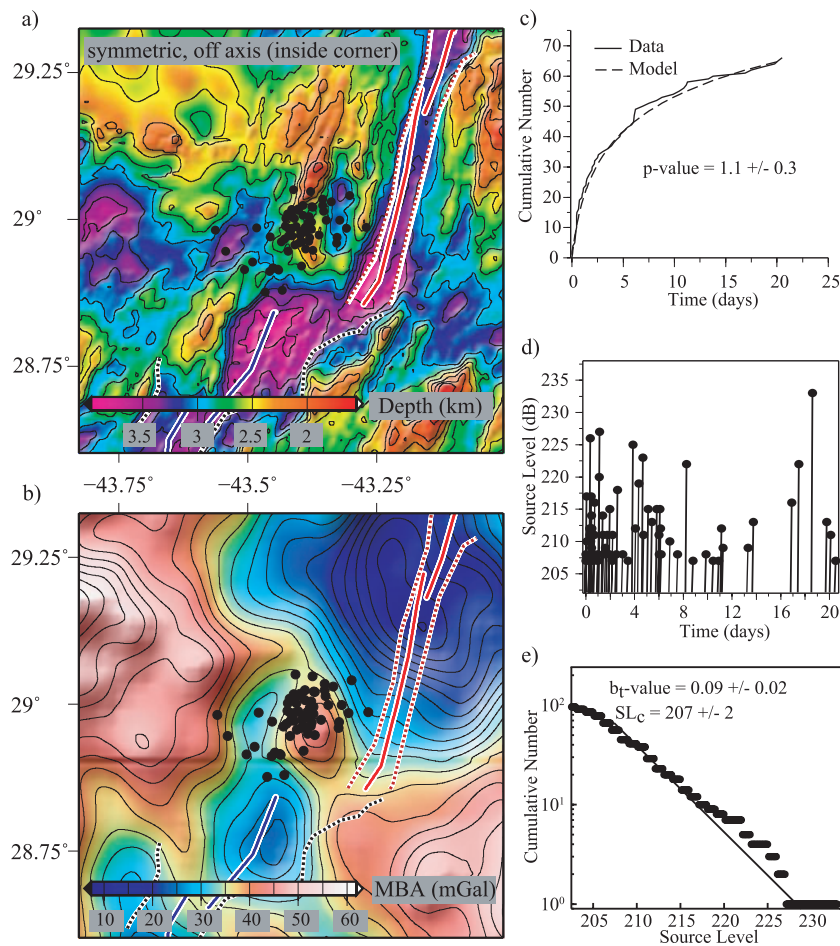 a)
symmetric, off axis (inside corner)
29.25°
29°
28.75°
3.5 3 2.5 2
Depth (km)
−43.75° −43.5° −43.25°
b)
29.25°
29°
28.75°
10 20 30 40 50 60
MBA (mGal)
c)
Data
Model
p-value = 1.1 +/- 0.3
Cumulative Number
70
60
50
40
30
20
10
0
0 5 10 15 20 25
Time (days)
d)
Source Level (dB)
235
230
225
220
215
210
205
0 4 8 12 16 20
Time (days)
e)
bt-value = 0.09 +/- 0.02
SLc = 207 +/- 2
Cumulative Number
10²
10¹
10⁰
205 210 215 220 225 230
Source Level